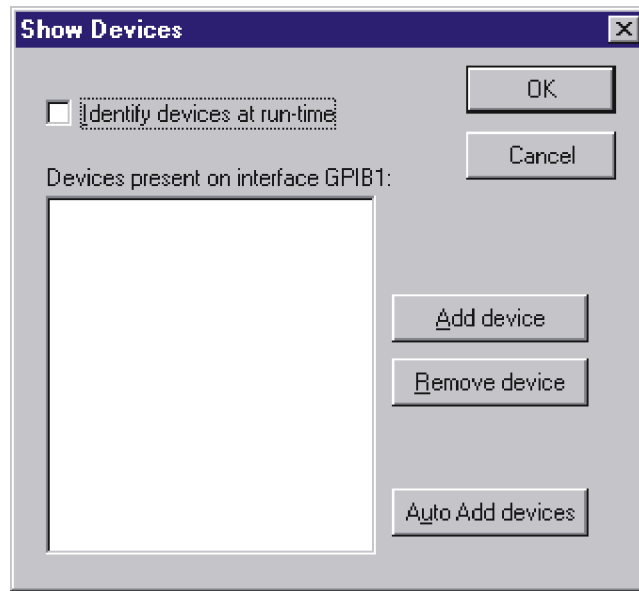 Show Devices
OK
Identify devices at run-time
Cancel
Devices present on interface GPIB1:
Add device
Remove device
Auto Add devices